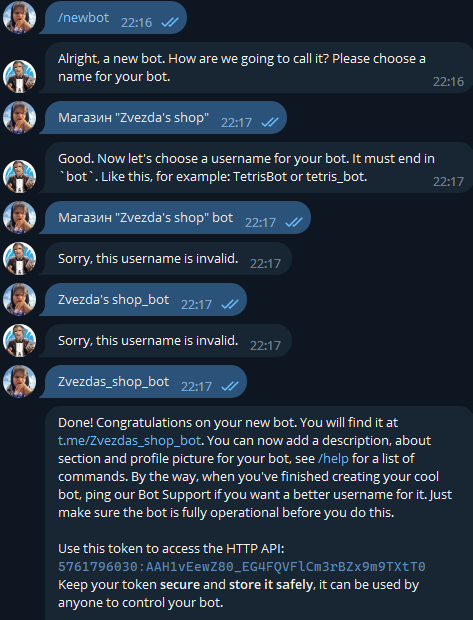 /newbot
22:16
Alright, a new bot. How are we going to call it? Please choose a
name for your bot.
22:16
Магазин "Zvezda's shop"
22:17
Good. Now let's choose a username for your bot. It must end in
`bot`. Like this, for example: TetrisBot or tetris_bot.
22:17
Магазин "Zvezda's shop" bot
22:17
Sorry, this username is invalid.
22:17
Zvezda's shop_bot
22:17
Sorry, this username is invalid.
22:17
Zvezdas_shop_bot
22:17
Done! Congratulations on your new bot. You will find it at
t.me/Zvezdas_shop_bot. You can now add a description, about
section and profile picture for your bot, see /help for a list of
commands. By the way, when you've finished creating your cool
bot, ping our Bot Support if you want a better username for it. Just
make sure the bot is fully operational before you do this.
Use this token to access the HTTP API:
5761796030:AAH1vEewZ80_EG4FQVFlCm3rBZx9m9TXtT0
Keep your token secure and store it safely, it can be used by
anyone to control your bot.